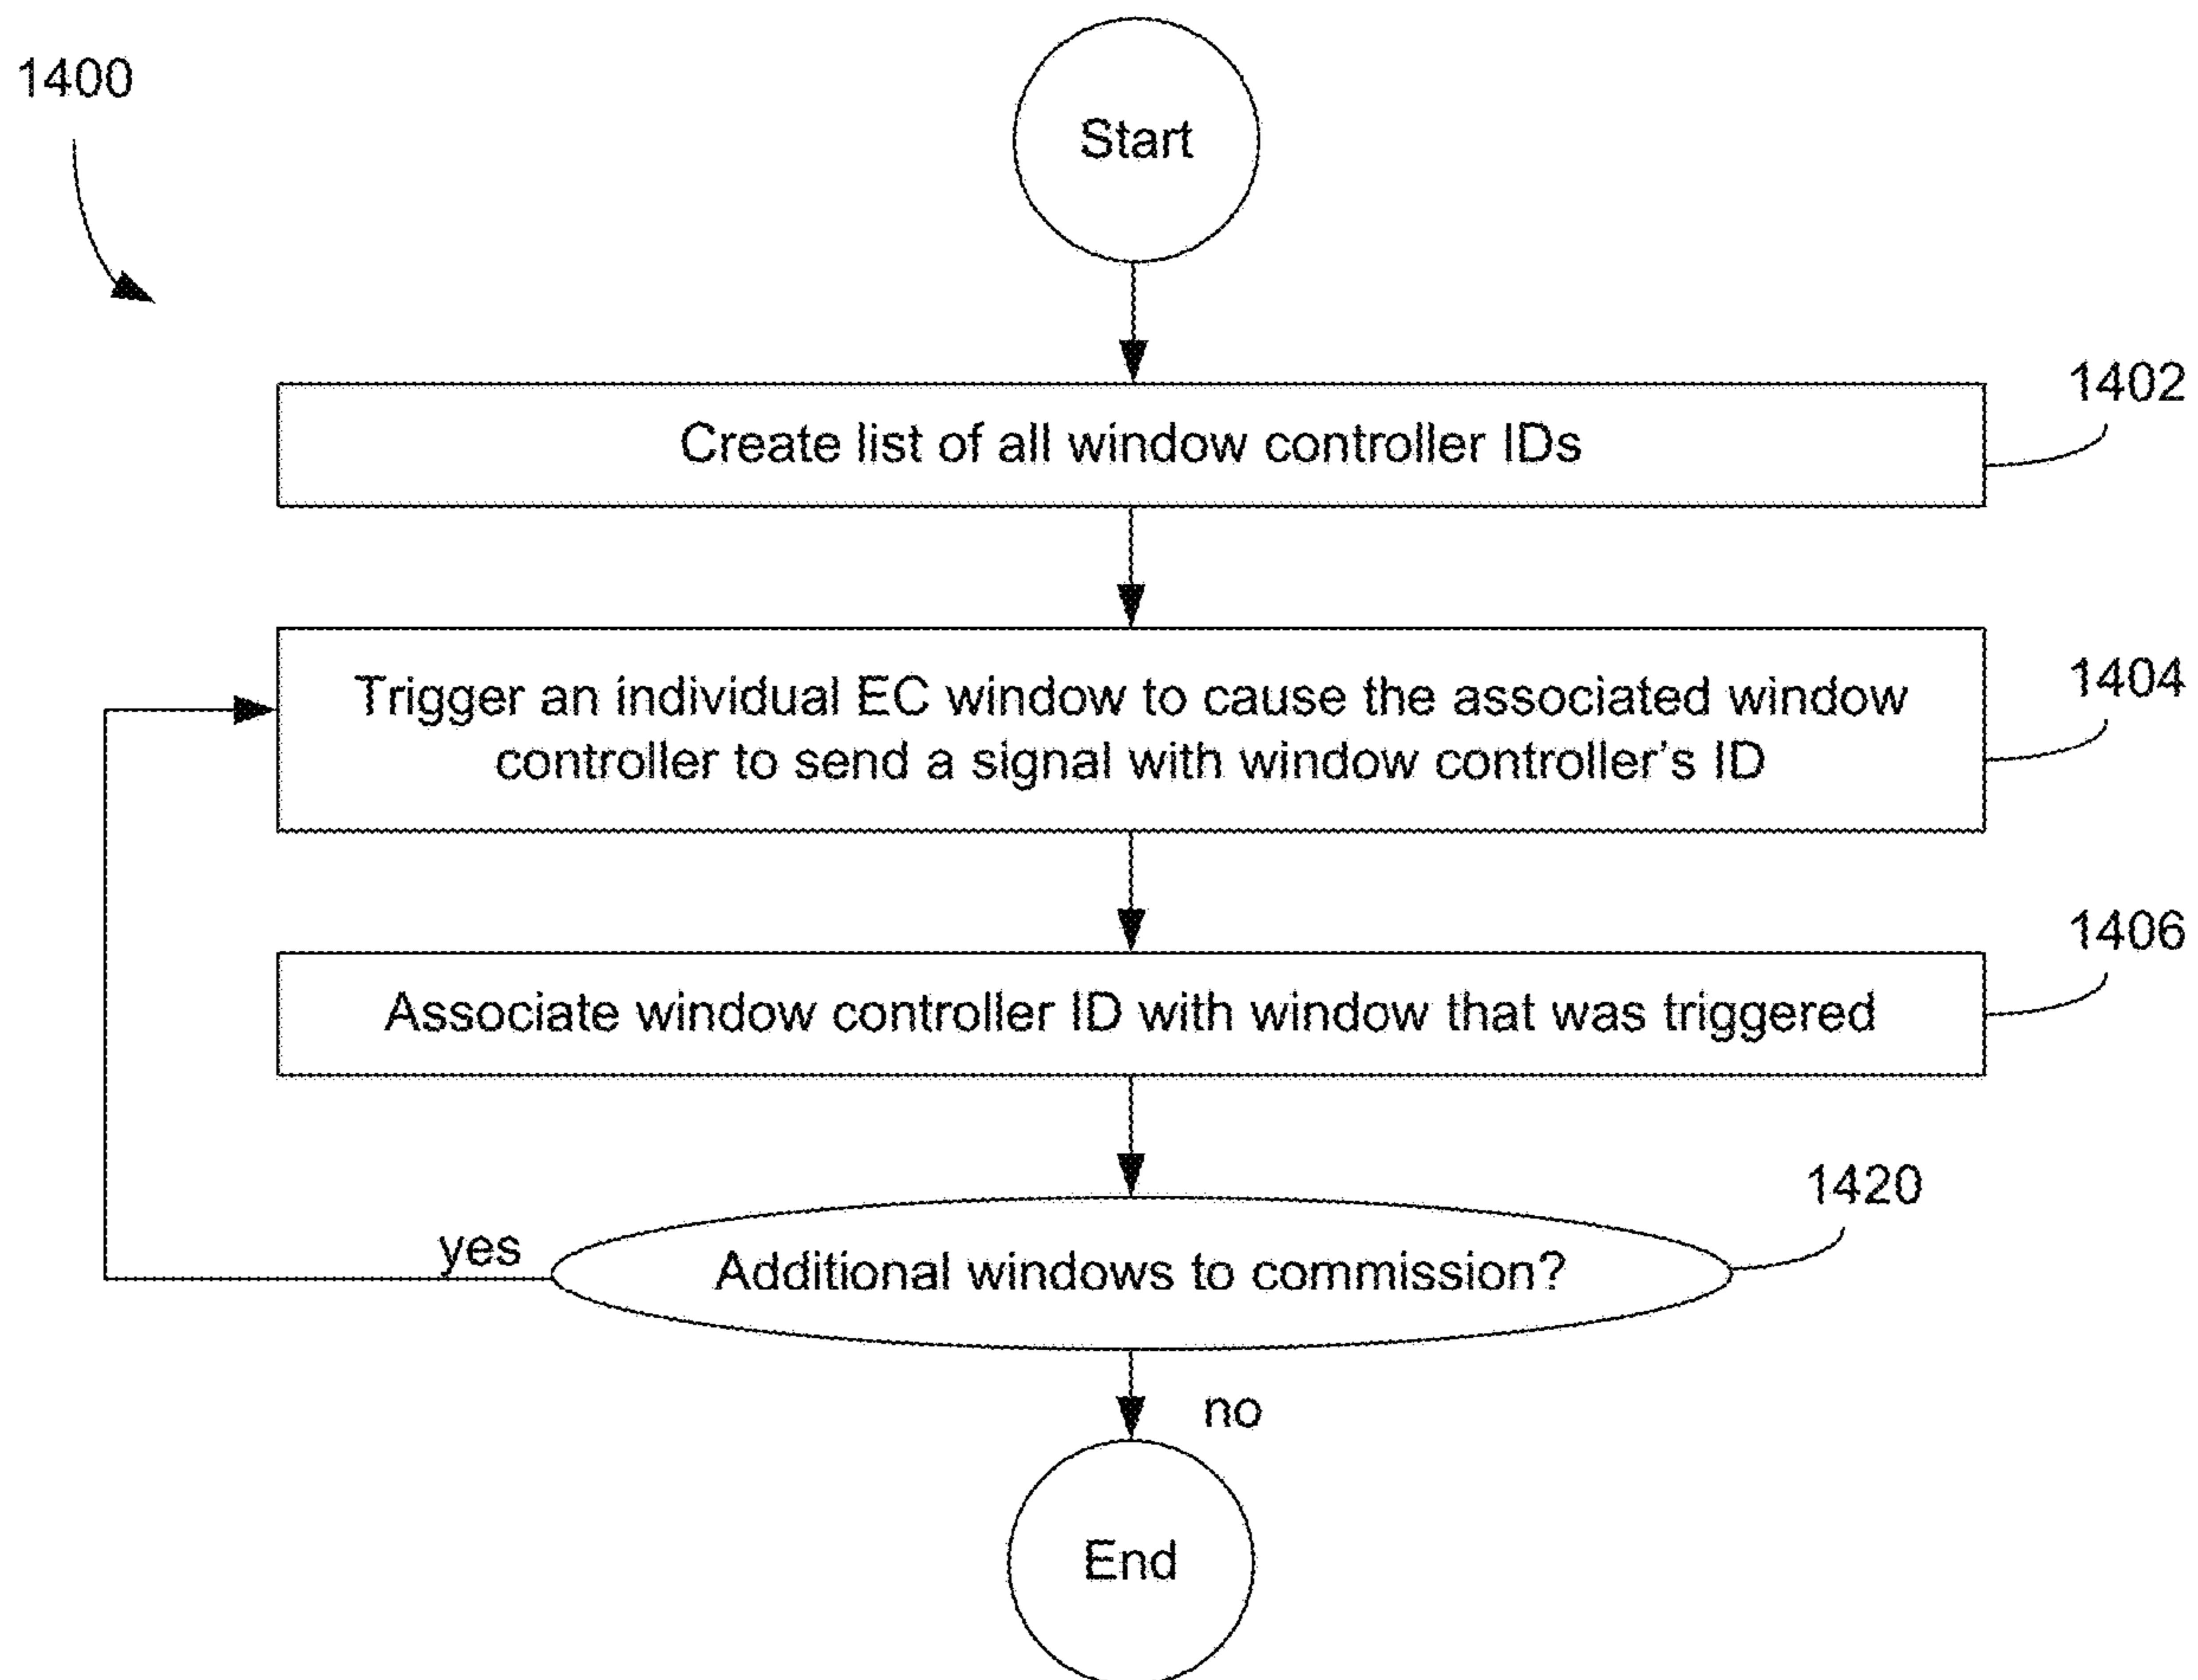 1400
Start
1402
Create list of all window controller IDs
1404
Trigger an individual EC window to cause the associated window
controller to send a signal with window controller's ID
1406
Associate window controller ID with window that was triggered
1420
yes
Additional windows to commission?
no
End